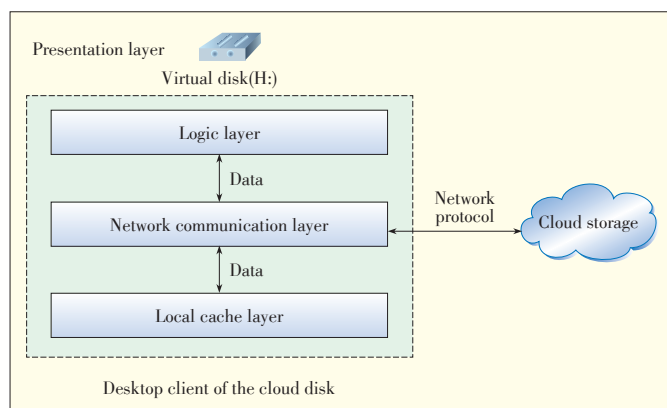 Presentation layer
Virtual disk(H:)
Logic layer
Data
Network communication layer
Data
Local cache layer
Network
protocol
Cloud storage
Desktop client of the cloud disk